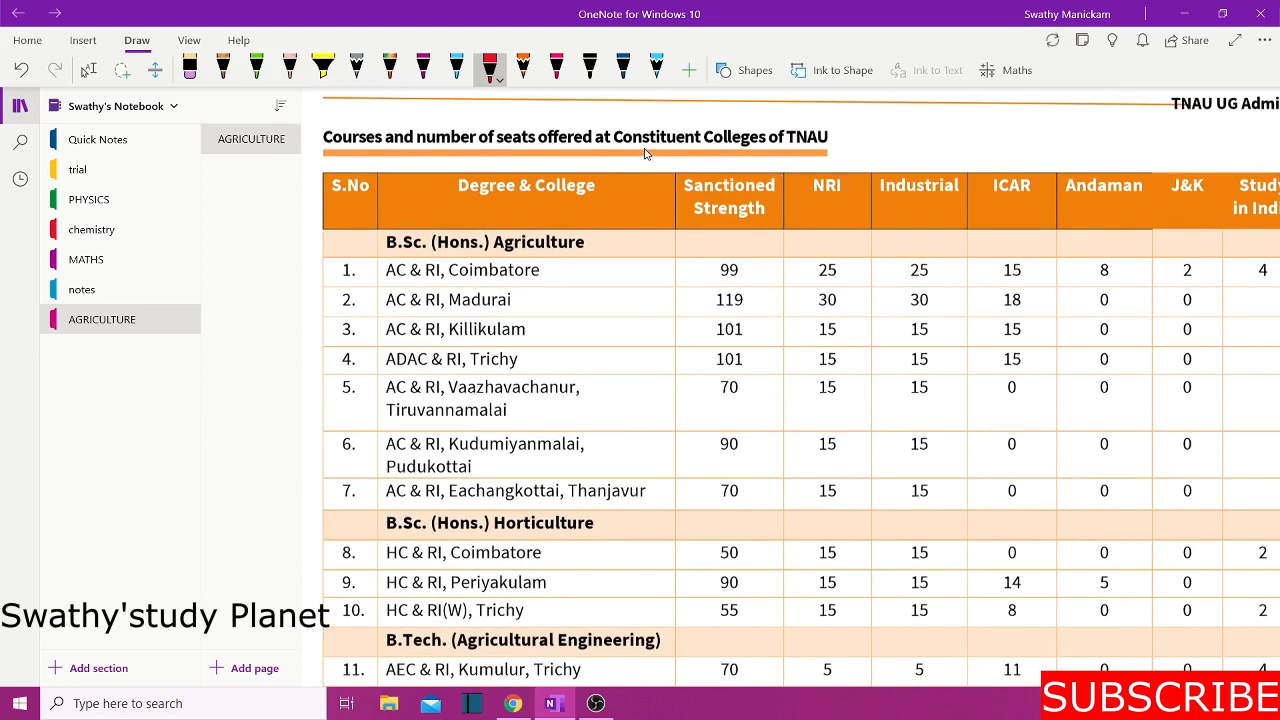 OneNote for Windows 10
Swathy Manickam
Home Insert Draw View Help
Share
Shapes Ink to Shape Ink to Text Maths
Swathy's Notebook
Quick Notes
trial
PHYSICS
chemistry
MATHS
notes
AGRICULTURE
AGRICULTURE
TNAU UG Admi
Courses and number of seats offered at Constituent Colleges of TNAU
S.No Degree & College Sanctioned Strength NRI Industrial ICAR Andaman J&K Study in Indi
B.Sc. (Hons.) Agriculture
1. AC & RI, Coimbatore 99 25 25 15 8 2 4
2. AC & RI, Madurai 119 30 30 18 0 0
3. AC & RI, Killikulam 101 15 15 15 0 0
4. ADAC & RI, Trichy 101 15 15 15 0 0
5. AC & RI, Vaazhavachanur, 70 15 15 0 0 0
Tiruvannamalai
6. AC & RI, Kudumiyanmalai, 90 15 15 0 0 0
Pudukottai
7. AC & RI, Eachangkottai, Thanjavur 70 15 15 0 0 0
B.Sc. (Hons.) Horticulture
8. HC & RI, Coimbatore 50 15 15 0 0 0 2
9. HC & RI, Periyakulam 90 15 15 14 5 0
10. HC & RI(W), Trichy 55 15 15 8 0 0 2
B.Tech. (Agricultural Engineering)
11. AEC & RI, Kumulur, Trichy 70 5 5 11 0 0 4
Swathy'study Planet
Add section Add page
SUBSCRIBE
Type here to search